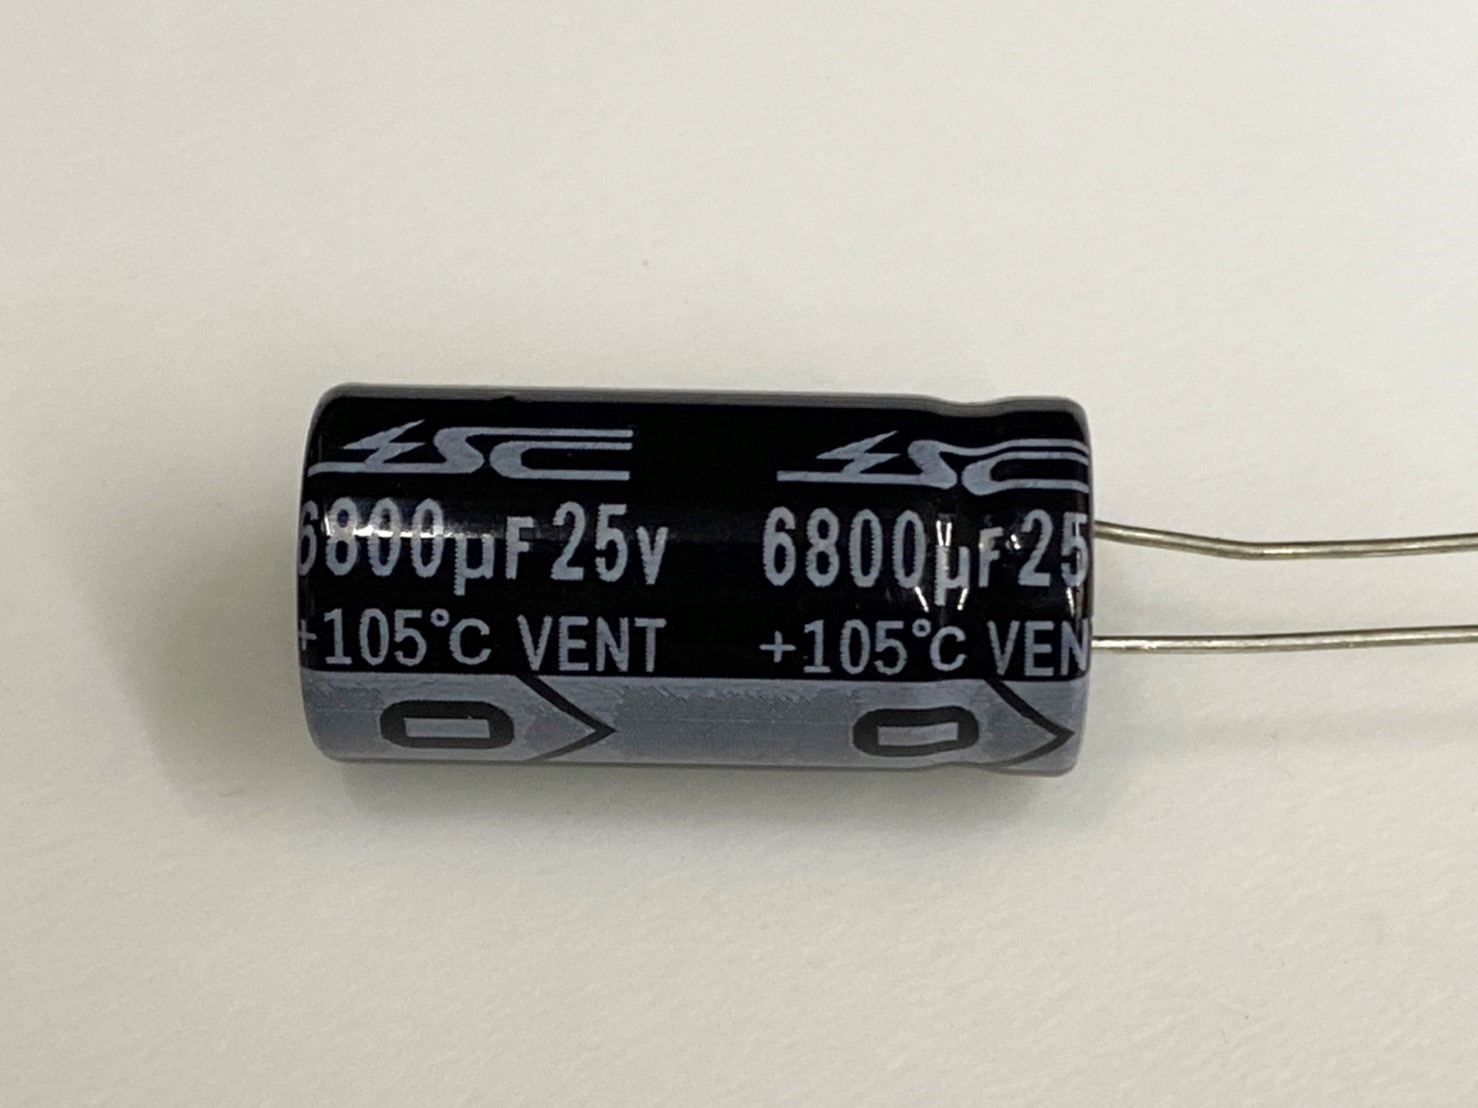 SC SC
6800µF 25v 6800µF 25
+105°C VENT +105°C VEN